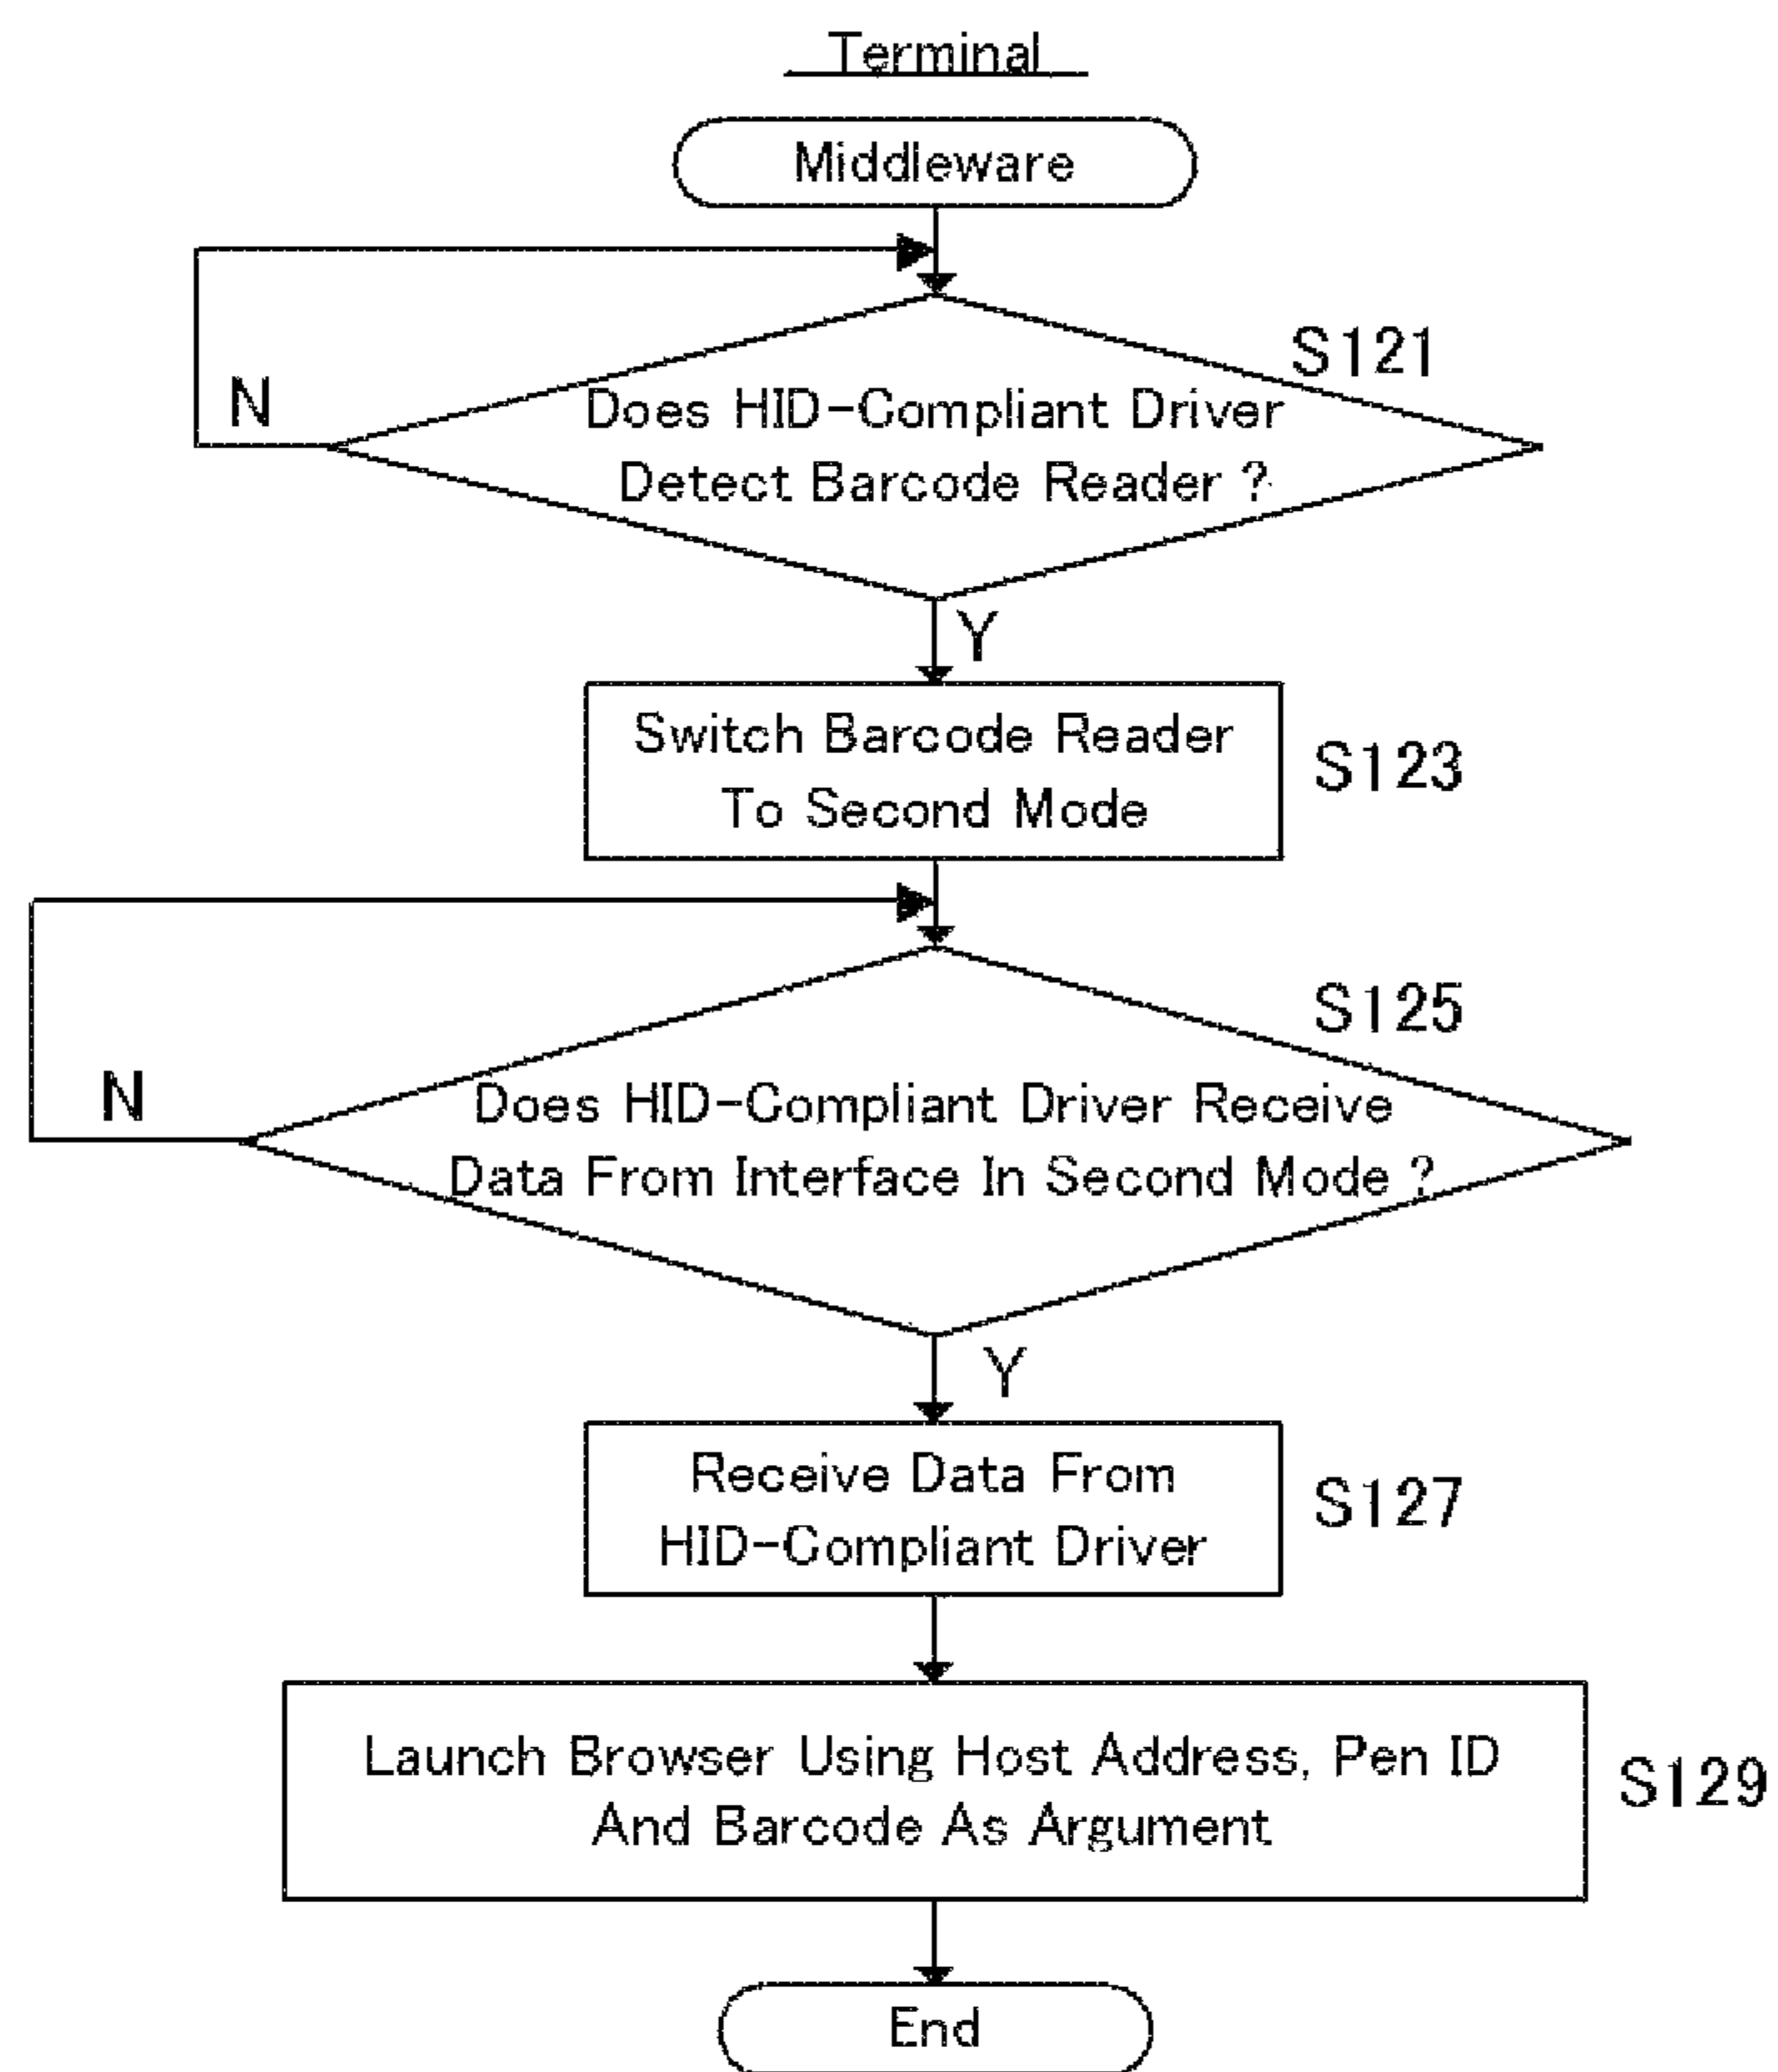 Terminal
Middleware
S121
N
Does HID-Compliant Driver
Detect Barcode Reader ?
Y
Switch Barcode Reader
To Second Mode
S123
S125
N
Does HID-Compliant Driver Receive
Data From Interface In Second Mode ?
Y
Receive Data From
HID-Compliant Driver
S127
Launch Browser Using Host Address, Pen ID
And Barcode As Argument
S129
End